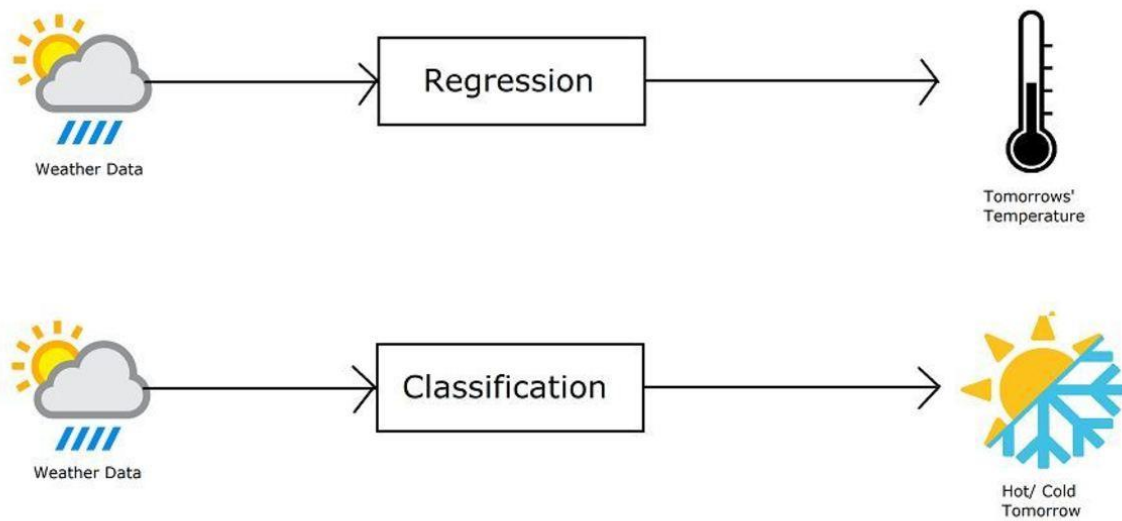 Regression
Weather Data
Tomorrows'
Temperature
Classification
Weather Data
Hot/ Cold
Tomorrow